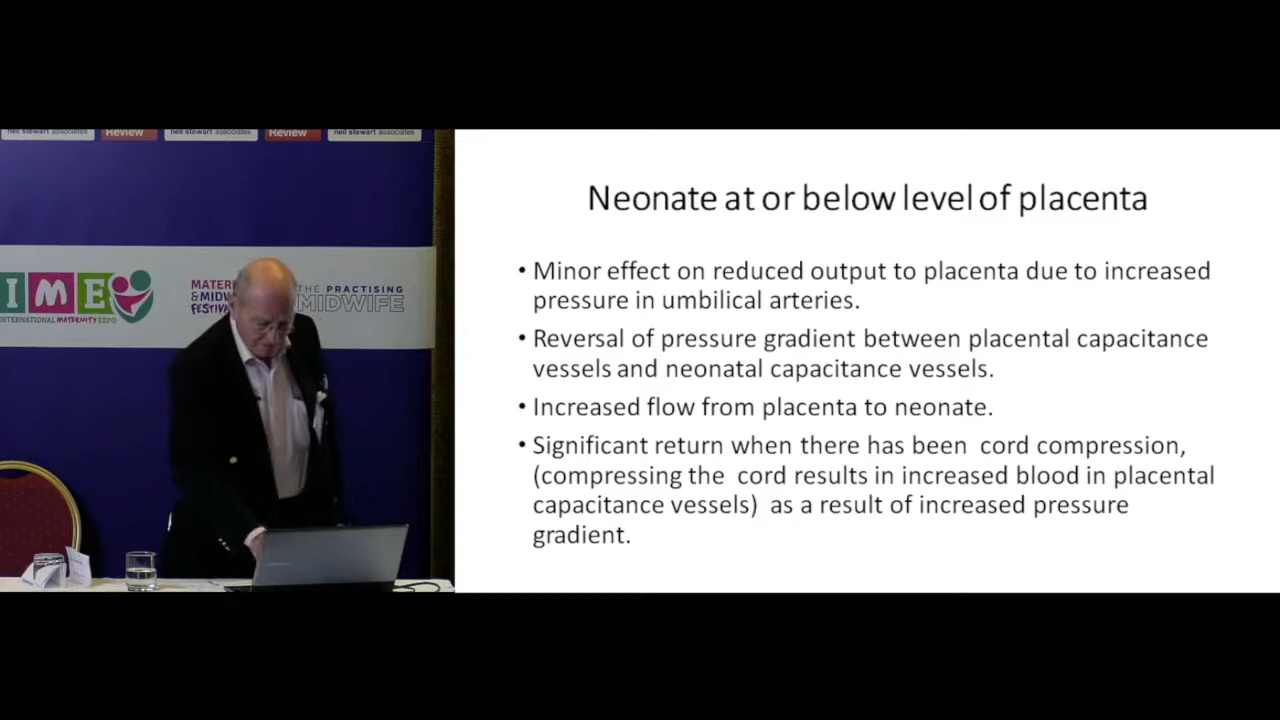 neil stewart associates
Review
neil stewart associates
Review
neil stewart associates
IME
INTERNATIONAL MATERNITY EXPO
MATER
& MIDW
FESTIVA
THE PRACTISING
MIDWIFE
Neonate at or below level of placenta
• Minor effect on reduced output to placenta due to increased
pressure in umbilical arteries.
• Reversal of pressure gradient between placental capacitance
vessels and neonatal capacitance vessels.
• Increased flow from placenta to neonate.
• Significant return when there has been cord compression,
(compressing the cord results in increased blood in placental
capacitance vessels) as a result of increased pressure
gradient.